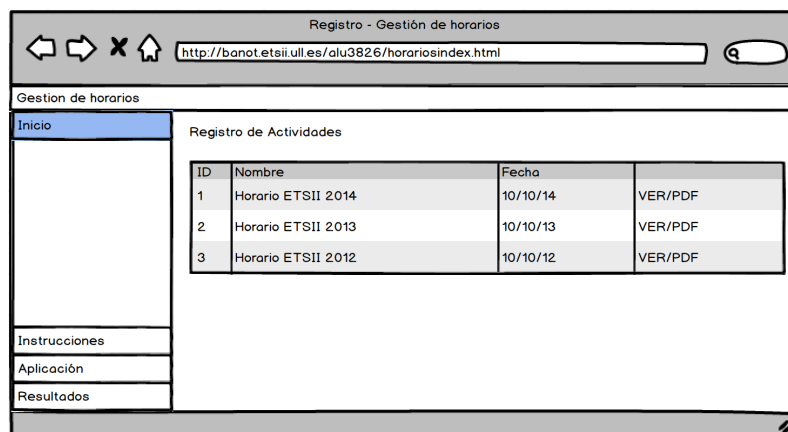 Registro - Gestión de horarios
http://banot.etsii.ull.es/alu3826/horariosindex.html
Gestion de horarios
Inicio
Registro de Actividades
ID Nombre Fecha
1 Horario ETSII 2014 10/10/14 VER/PDF
2 Horario ETSII 2013 10/10/13 VER/PDF
3 Horario ETSII 2012 10/10/12 VER/PDF
Instrucciones
Aplicación
Resultados